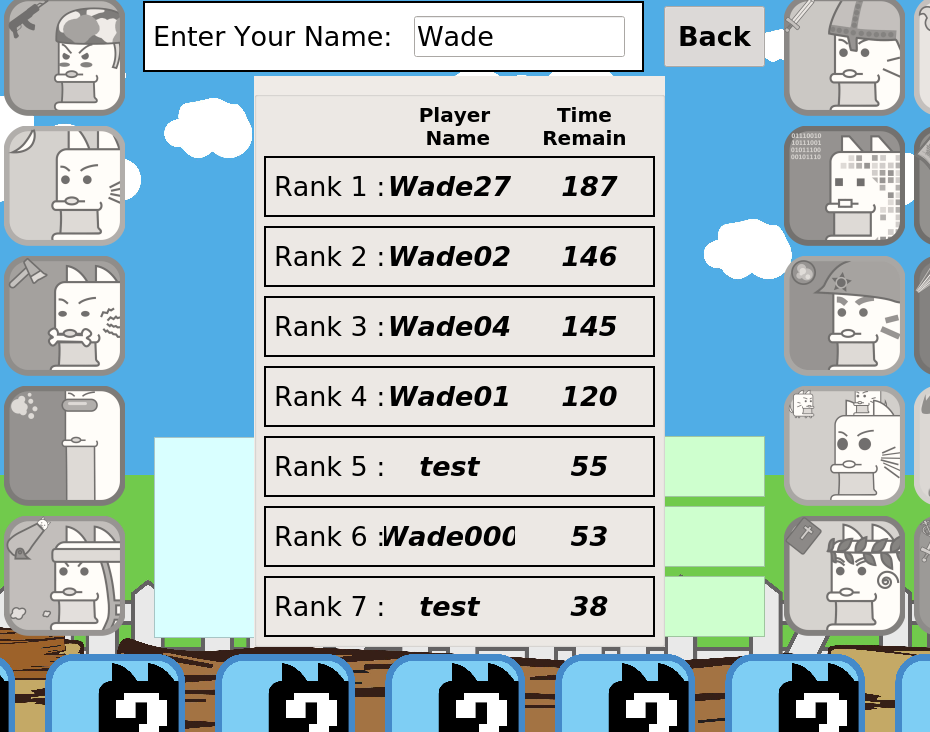 Enter Your Name: Wade Back
Player Name Time Remain
Rank 1 : Wade27 187
Rank 2 : Wade02 146
Rank 3 : Wade04 145
Rank 4 : Wade01 120
Rank 5 : test 55
Rank 6 : Wade000 53
Rank 7 : test 38
01110010
10111001
01011100
00101110